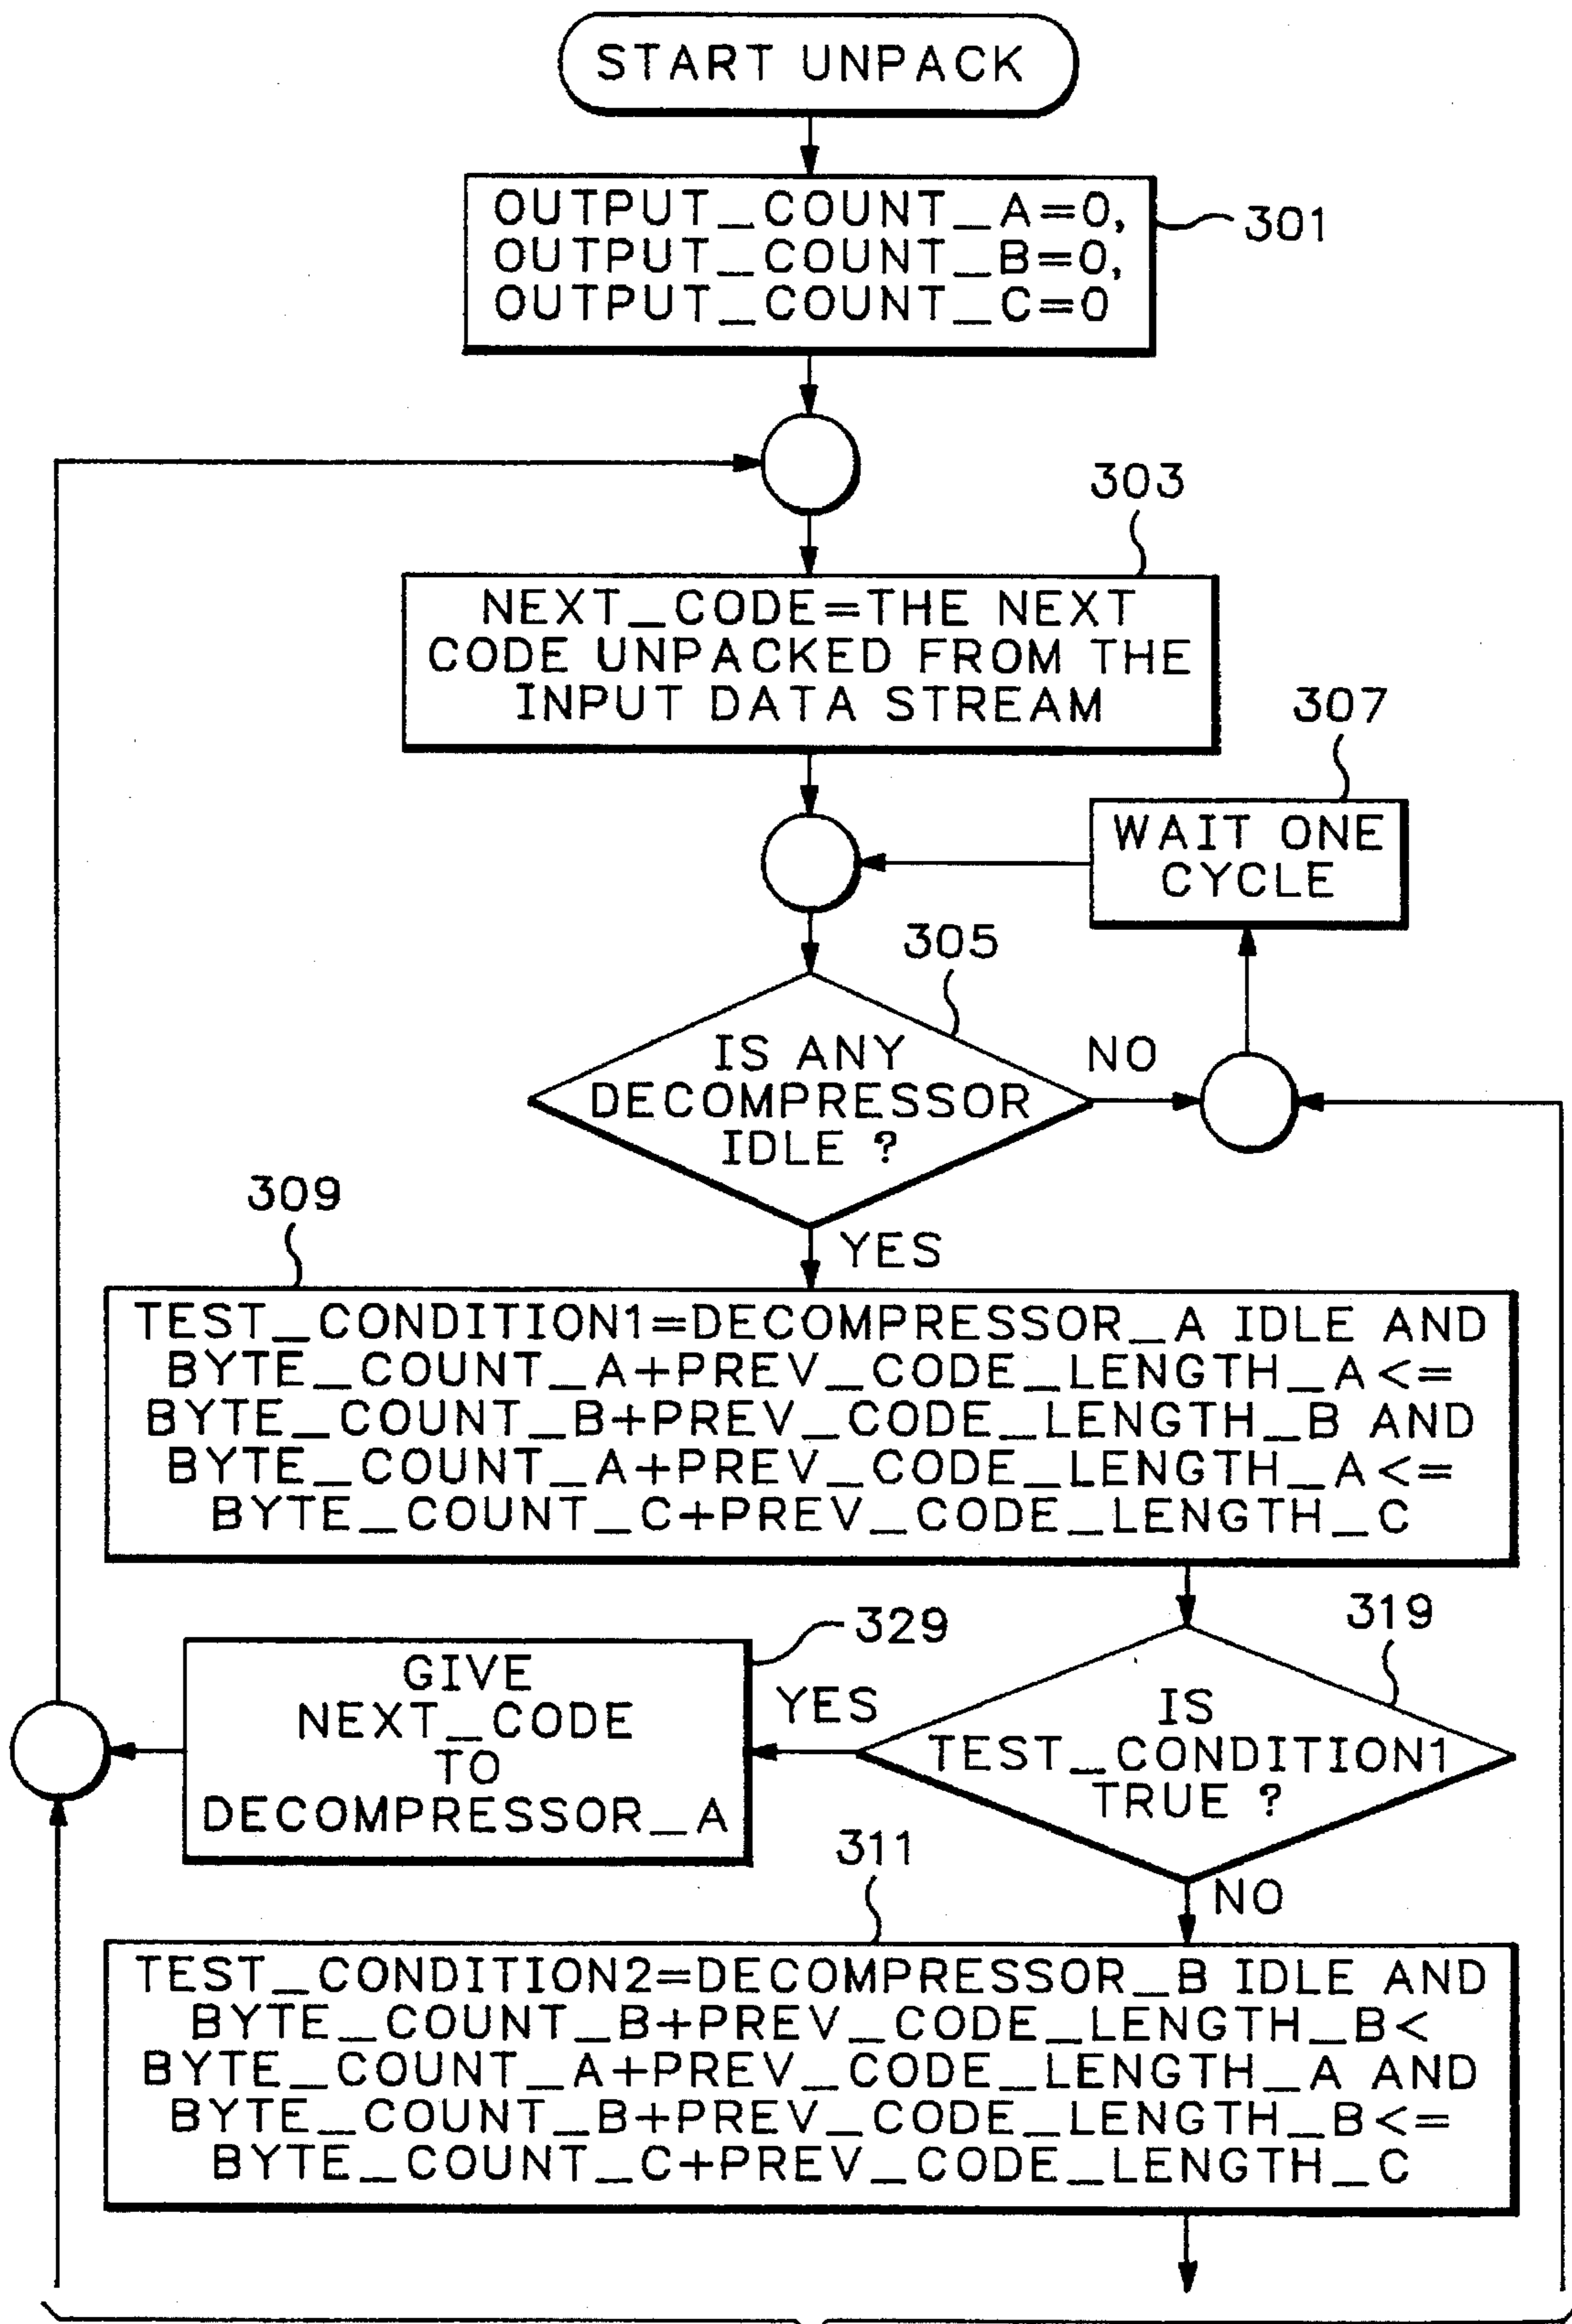 START UNPACK
OUTPUT_COUNT_A=0,
OUTPUT_COUNT_B=0,
OUTPUT_COUNT_C=0
301
303
NEXT_CODE=THE NEXT
CODE UNPACKED FROM THE
INPUT DATA STREAM
307
WAIT ONE
CYCLE
305
IS ANY
DECOMPRESSOR
IDLE ?
NO
YES
309
TEST_CONDITION1=DECOMPRESSOR_A IDLE AND
BYTE_COUNT_A+PREV_CODE_LENGTH_A<=
BYTE_COUNT_B+PREV_CODE_LENGTH_B AND
BYTE_COUNT_A+PREV_CODE_LENGTH_A<=
BYTE_COUNT_C+PREV_CODE_LENGTH_C
319
IS
TEST_CONDITION1
TRUE ?
YES
329
GIVE
NEXT_CODE
TO
DECOMPRESSOR_A
NO
311
TEST_CONDITION2=DECOMPRESSOR_B IDLE AND
BYTE_COUNT_B+PREV_CODE_LENGTH_B<
BYTE_COUNT_A+PREV_CODE_LENGTH_A AND
BYTE_COUNT_B+PREV_CODE_LENGTH_B<=
BYTE_COUNT_C+PREV_CODE_LENGTH_C